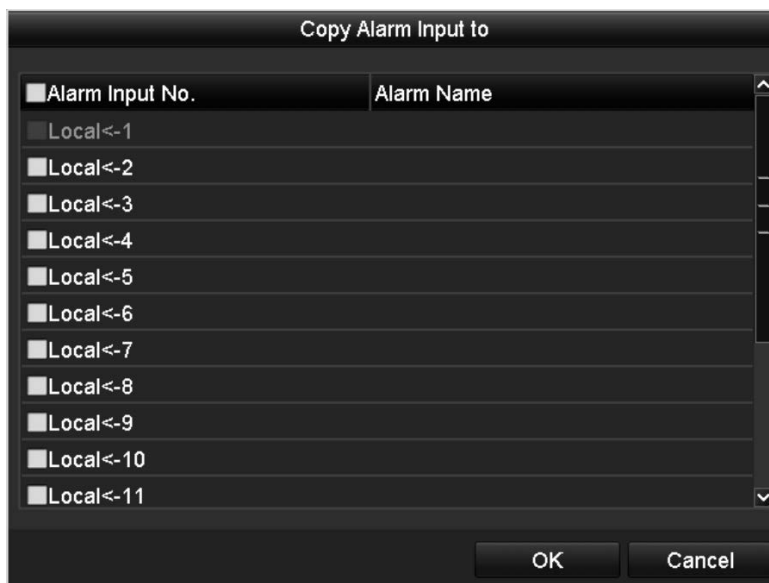 Copy Alarm Input to
Alarm Input No. Alarm Name
Local<-1
Local<-2
Local<-3
Local<-4
Local<-5
Local<-6
Local<-7
Local<-8
Local<-9
Local<-10
Local<-11
OK Cancel